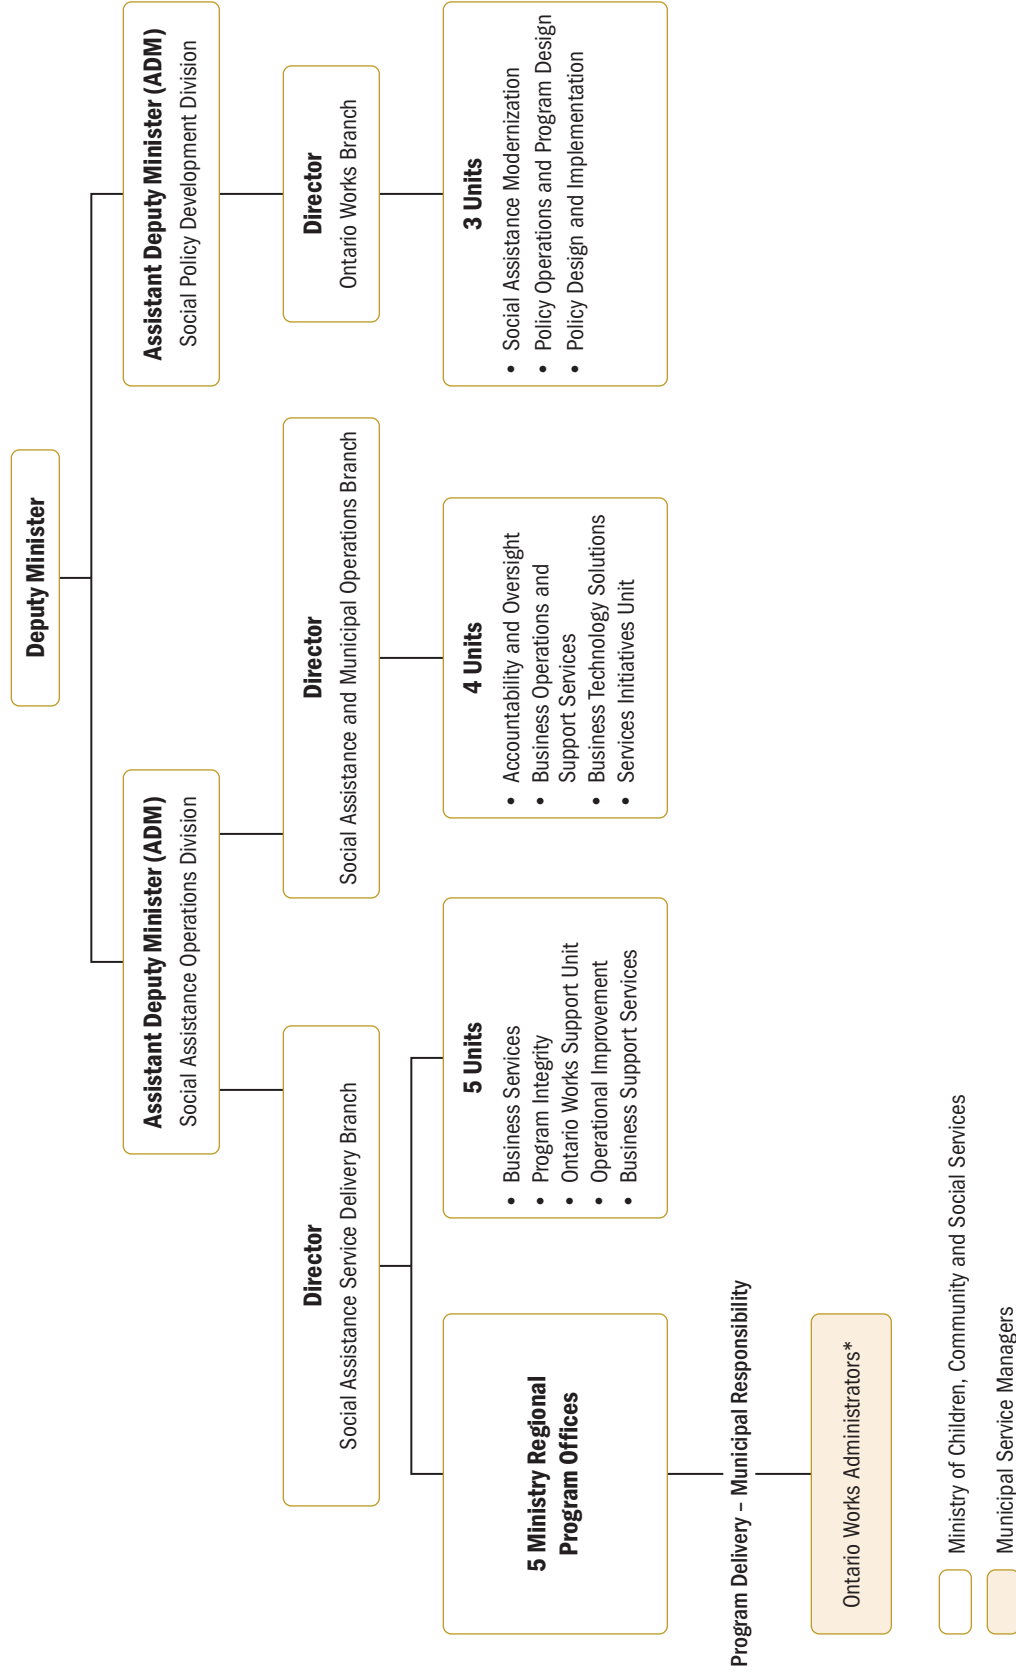 Deputy Minister
Assistant Deputy Minister (ADM)
Social Assistance Operations Division
Assistant Deputy Minister (ADM)
Social Policy Development Division
Director
Social Assistance Service Delivery Branch
Director
Social Assistance and Municipal Operations Branch
Director
Ontario Works Branch
5 Ministry Regional
Program Offices
5 Units
• Business Services
• Program Integrity
• Ontario Works Support Unit
• Operational Improvement
• Business Support Services
4 Units
• Accountability and Oversight
• Business Operations and
Support Services
• Business Technology Solutions
• Services Initiatives Unit
3 Units
• Social Assistance Modernization
• Policy Operations and Program Design
• Policy Design and Implementation
Program Delivery – Municipal Responsibility
Ontario Works Administrators*
Ministry of Children, Community and Social Services
Municipal Service Managers